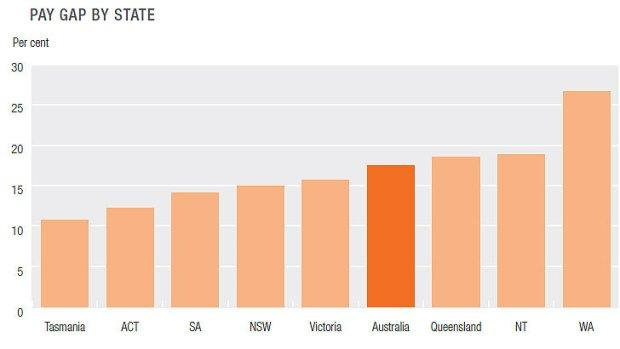 PAY GAP BY STATE
Per cent
30
25
20
15
10
5
0
Tasmania ACT SA NSW Victoria Australia Queensland NT WA